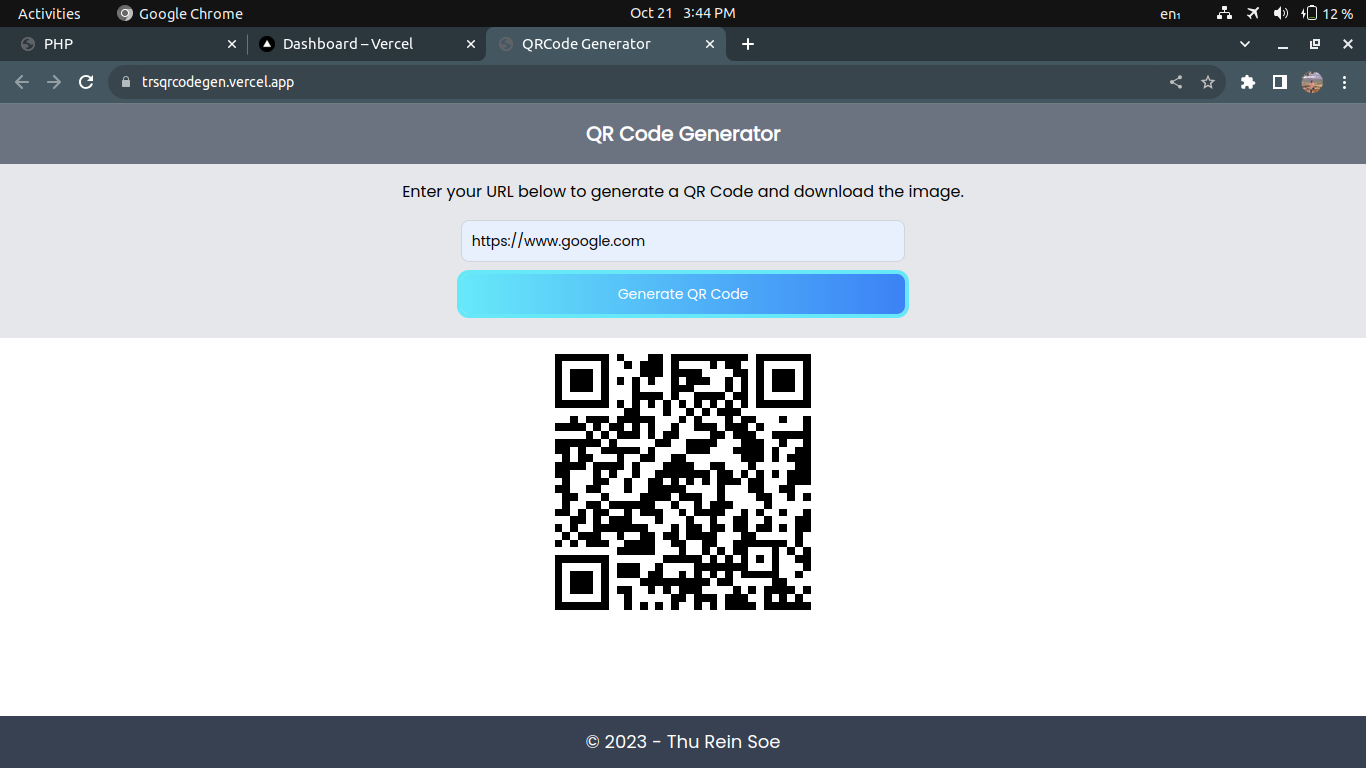 Activities Google Chrome Oct 21 3:44 PM en₁ 12 %
PHP Dashboard – Vercel QRCode Generator
trsqrcodegen.vercel.app
QR Code Generator
Enter your URL below to generate a QR Code and download the image.
https://www.google.com
Generate QR Code
© 2023 - Thu Rein Soe